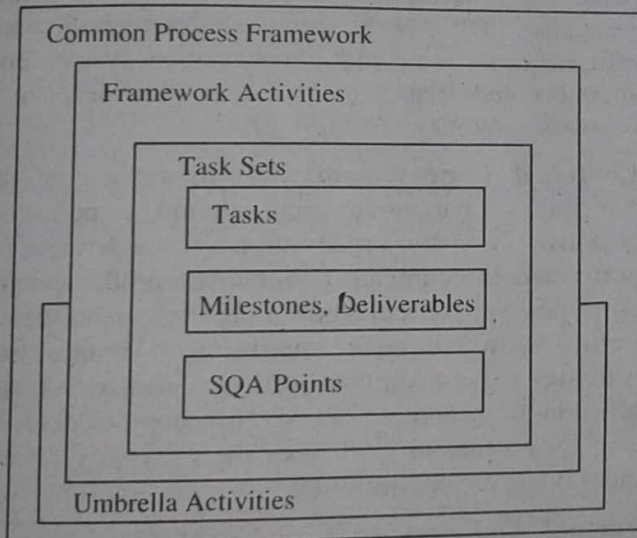 Common Process Framework
Framework Activities
Task Sets
Tasks
Milestones, Deliverables
SQA Points
Umbrella Activities